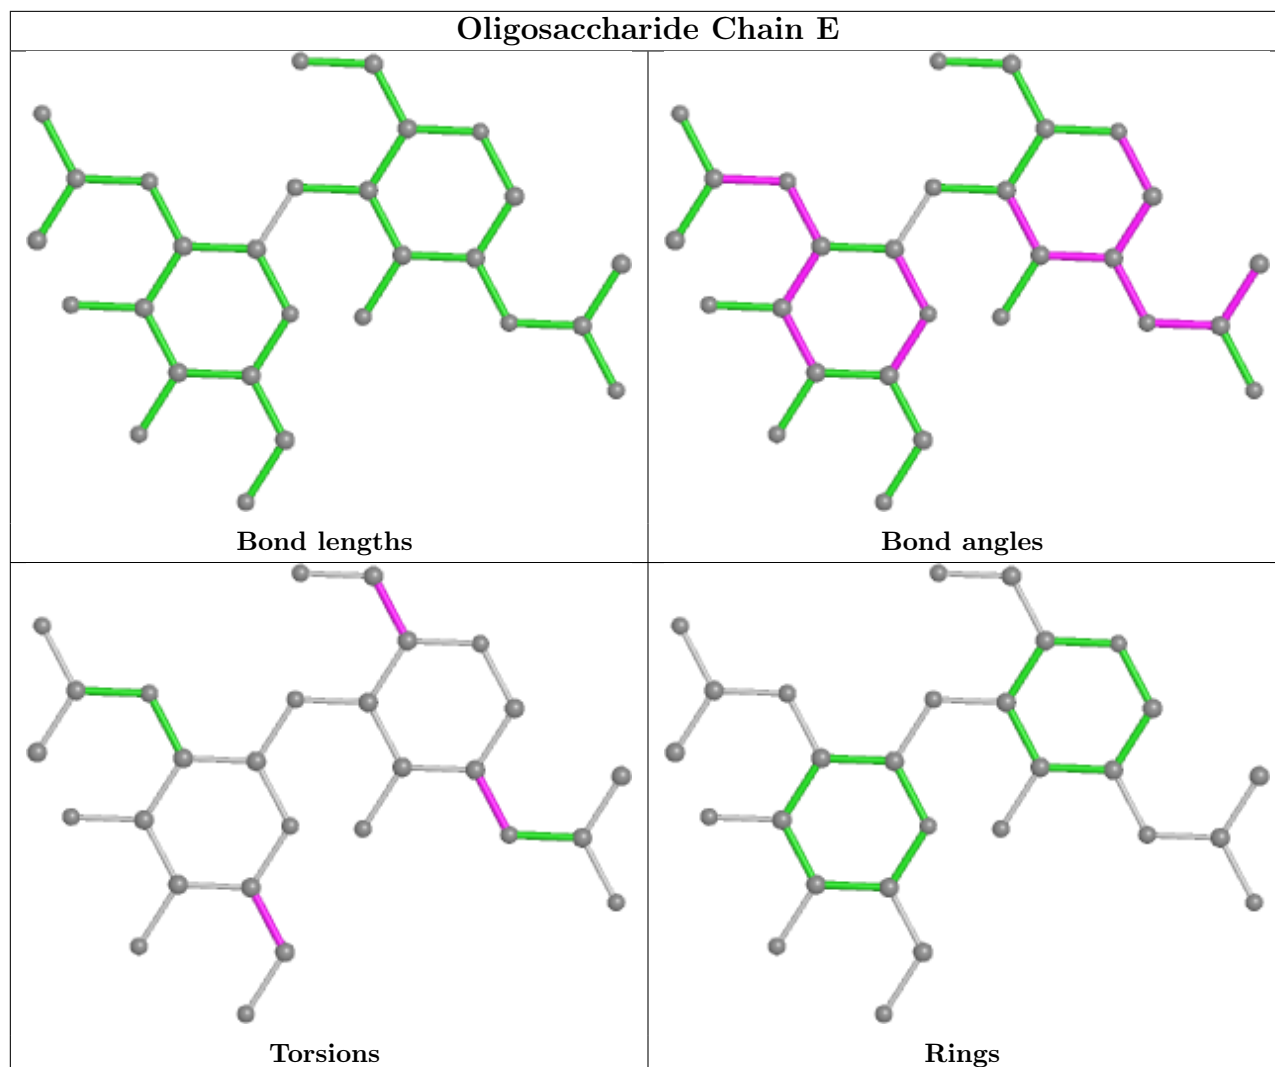 Oligosaccharide Chain E
Bond lengths
Bond angles
Torsions
Rings